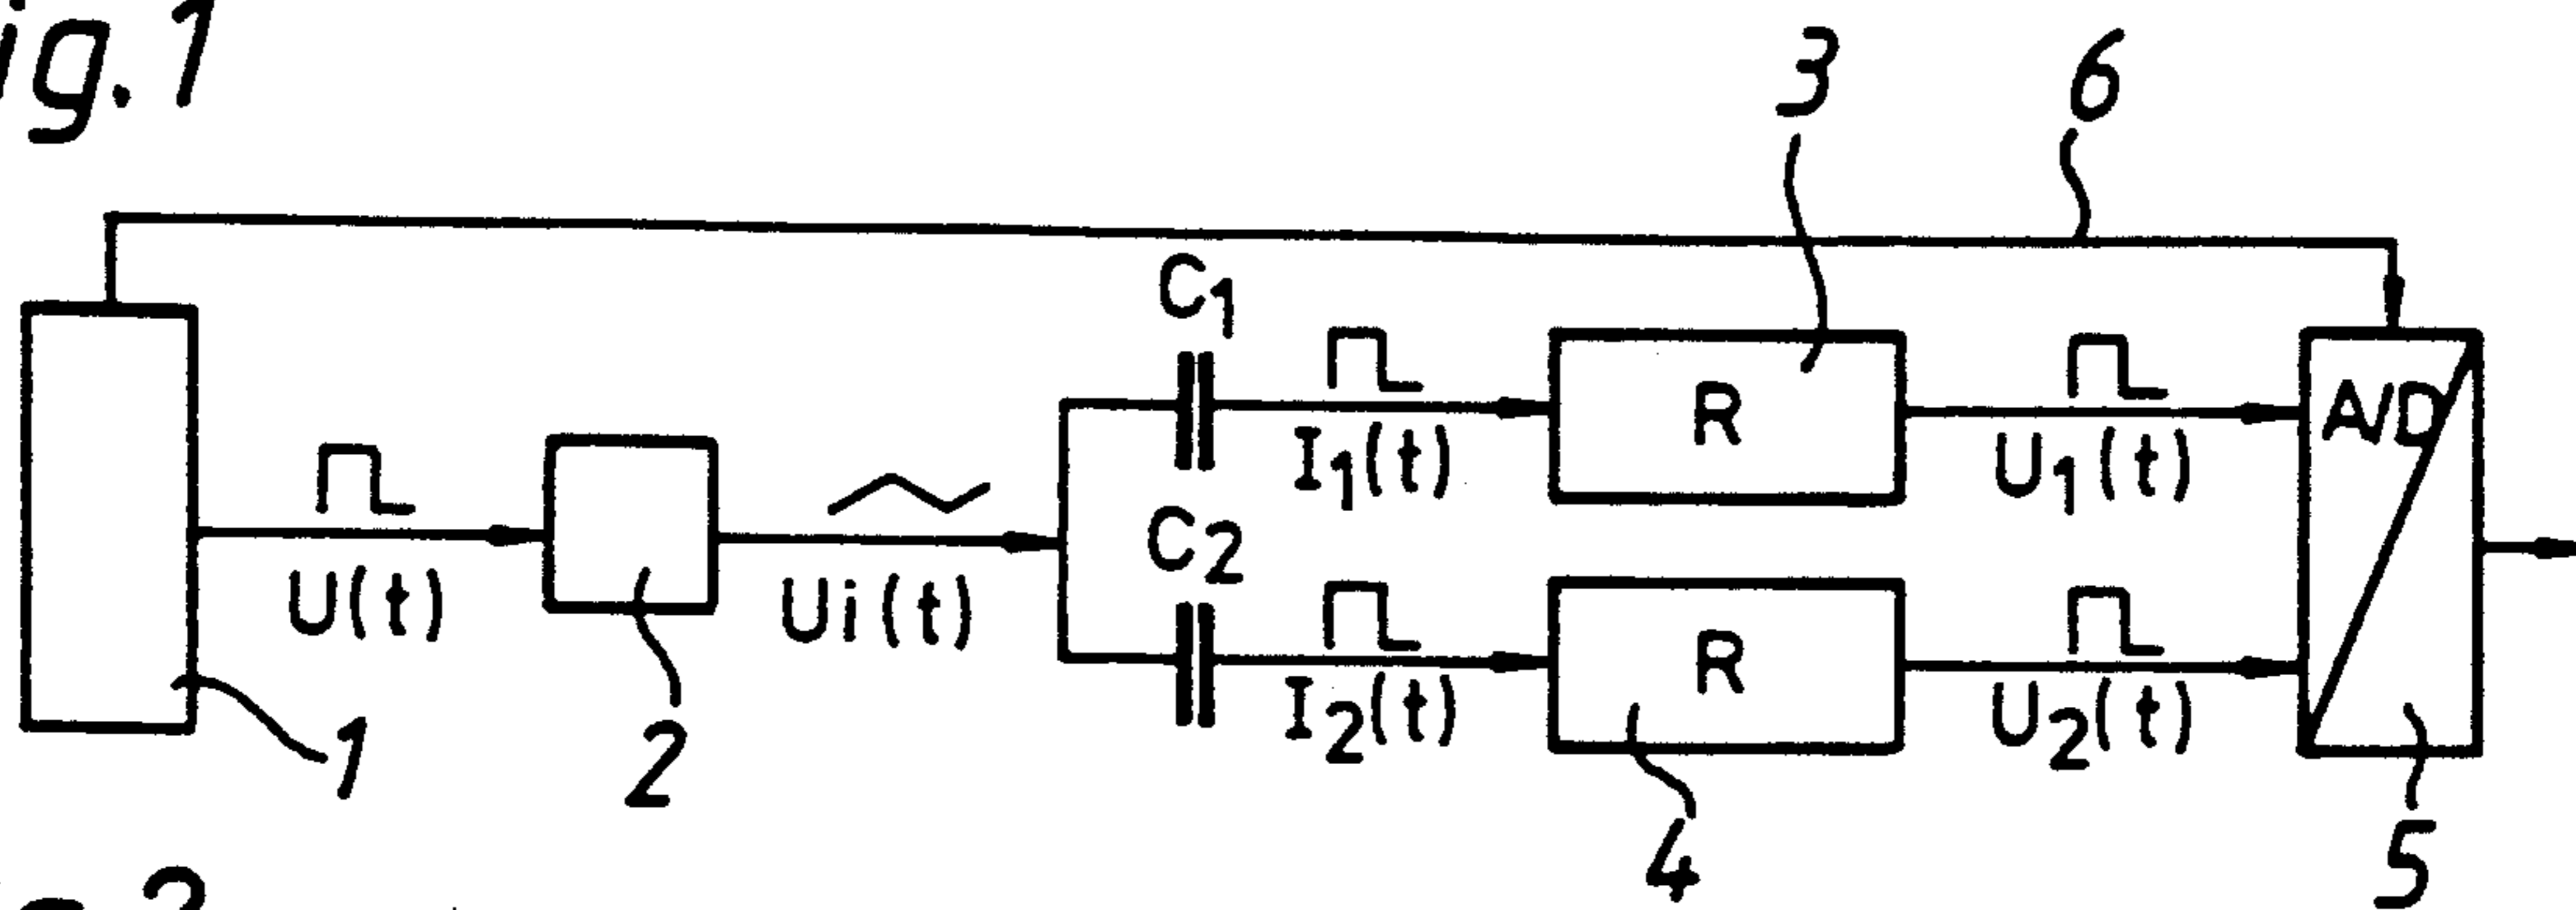 ig.1
3
6
C1
I1(t)
R
U1(t)
A/D
U(t)
Ui(t)
C2
I2(t)
R
U2(t)
1
2
4
5